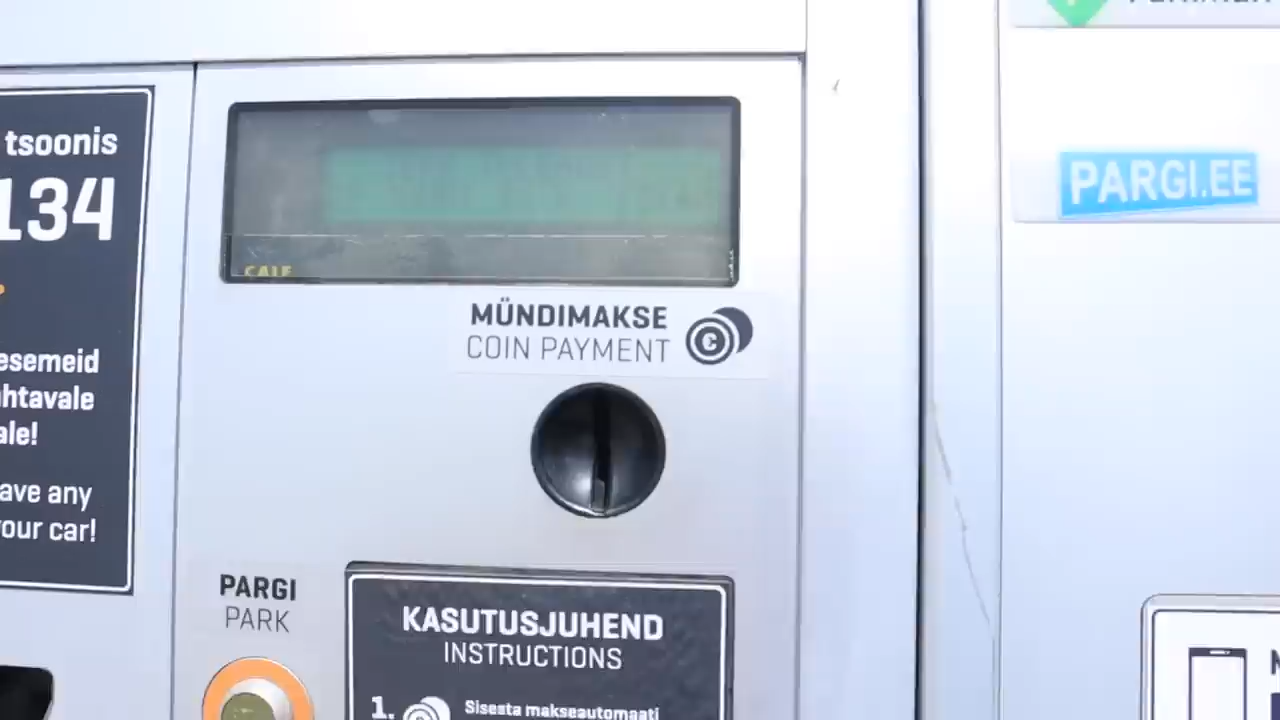 tsoonis
134
esemeid
htavale
ale!
ave any
our car!
CALE
MÜNDIMAKSE
COIN PAYMENT
PARGI
PARK
KASUTUSJUHEND
INSTRUCTIONS
1. Sisesta makseautomaati
PARGI.EE